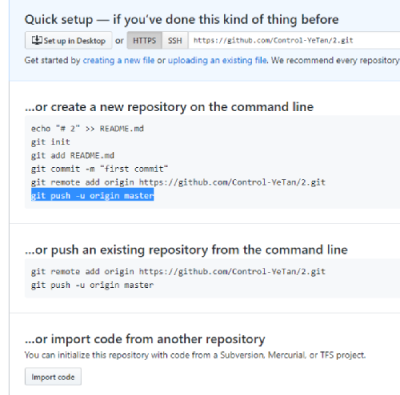 Quick setup — if you've done this kind of thing before
Set up in Desktop or HTTPS SSH https://github.com/Control-YeTan/2.git
Get started by creating a new file or uploading an existing file. We recommend every repository
...or create a new repository on the command line
echo "# 2" >> README.md
git init
git add README.md
git commit -m "first commit"
git remote add origin https://github.com/Control-YeTan/2.git
git push -u origin master
...or push an existing repository from the command line
git remote add origin https://github.com/Control-YeTan/2.git
git push -u origin master
...or import code from another repository
You can initialize this repository with code from a Subversion, Mercurial, or TFS project.
Import code